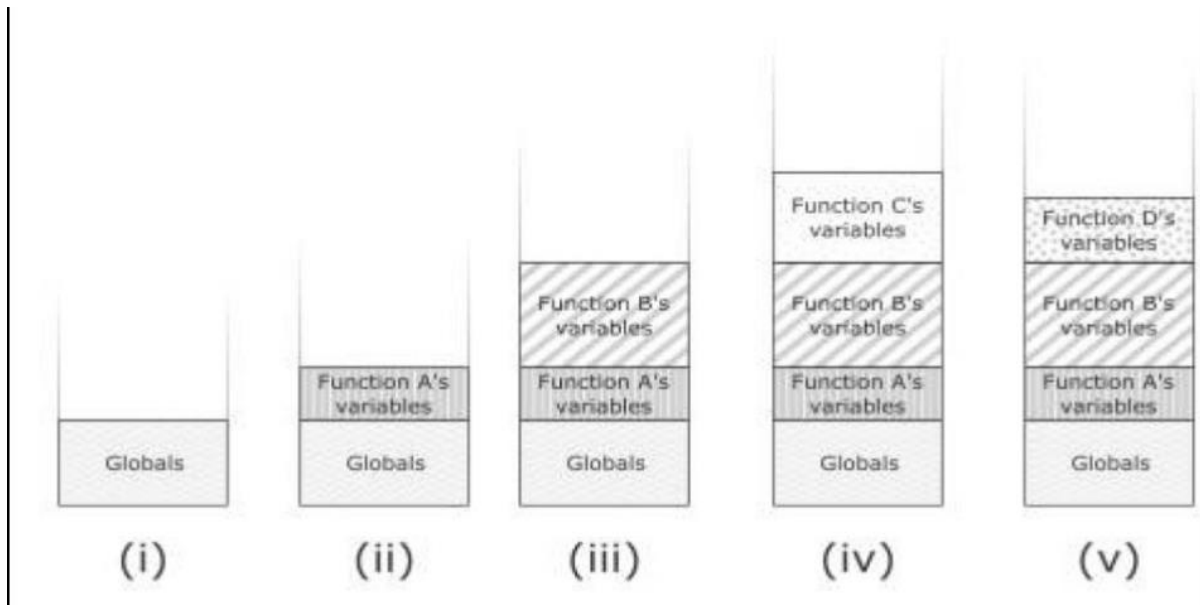 Globals
(i)
Function A's
variables
Globals
(ii)
Function B's
variables
Function A's
variables
Globals
(iii)
Function C's
variables
Function B's
variables
Function A's
variables
Globals
(iv)
Function D's
variables
Function B's
variables
Function A's
variables
Globals
(v)